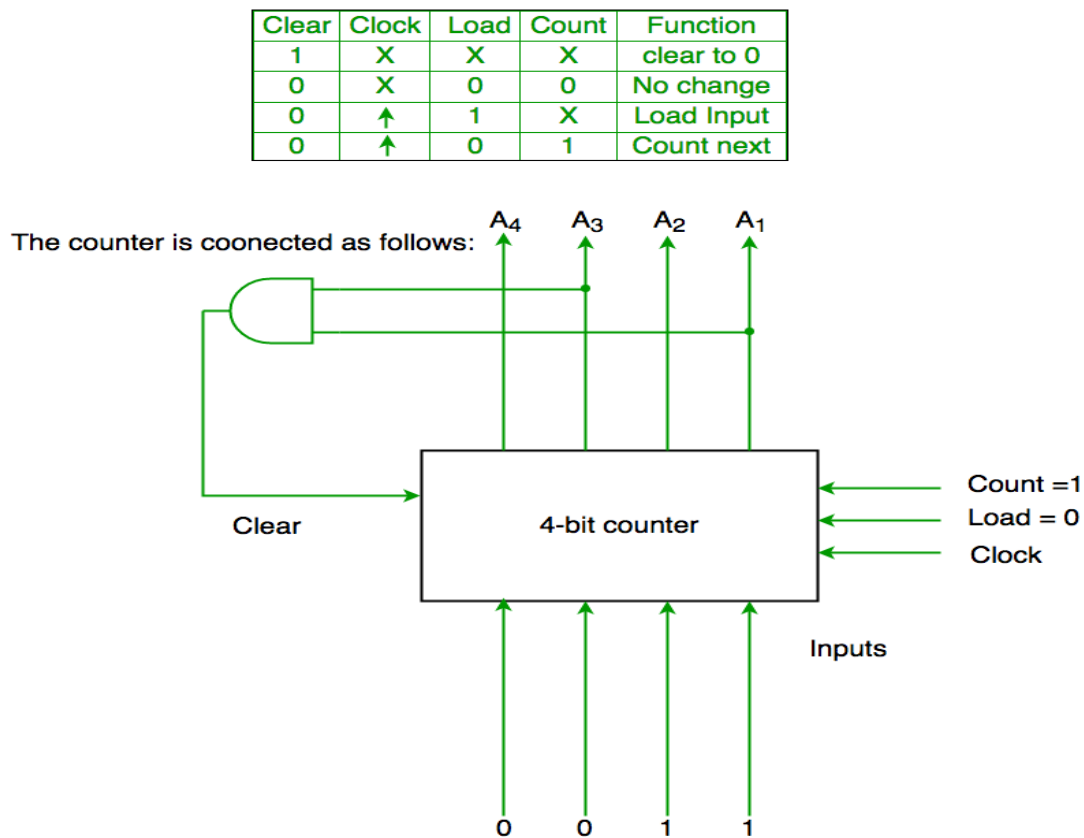 Clear Clock Load Count Function
1 X X X clear to 0
0 X 0 0 No change
0 ↑ 1 X Load Input
0 ↑ 0 1 Count next
A4 A3 A2 A1
The counter is coonected as follows:
Count =1
Load = 0
Clock
Clear
4-bit counter
Inputs
0 0 1 1